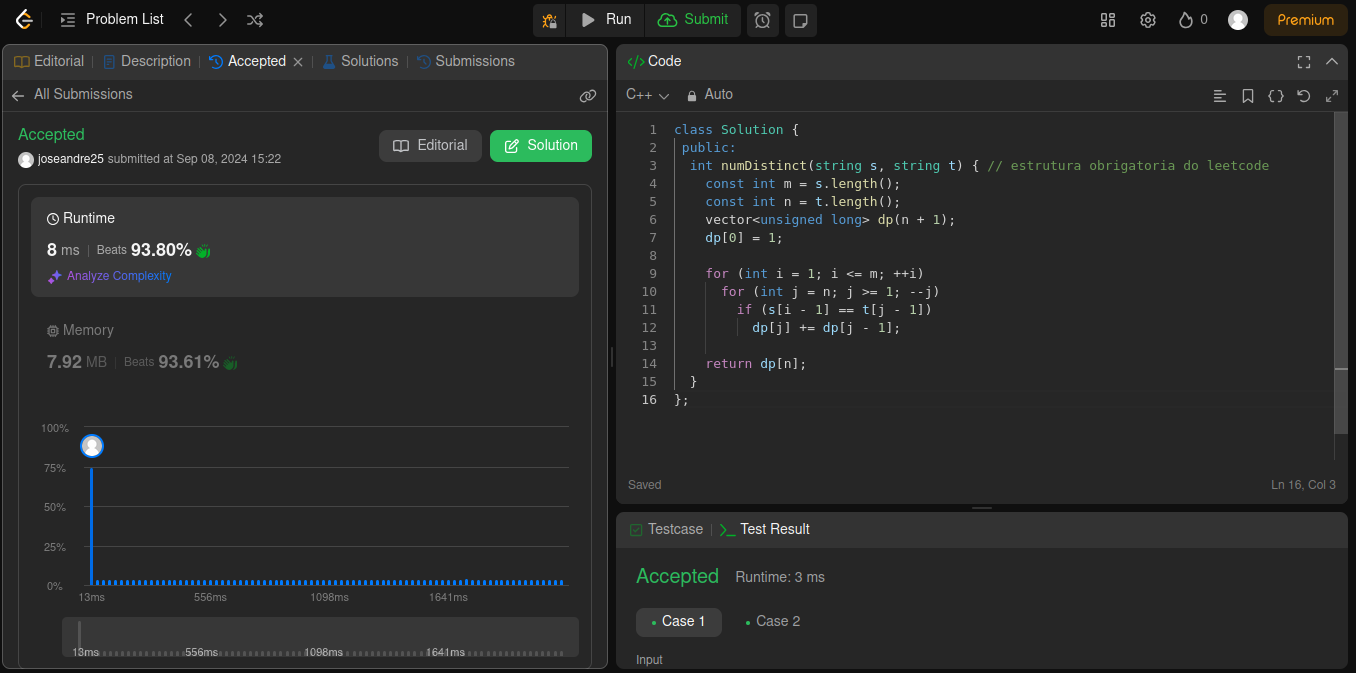 Problem List
Run
Submit
0
Premium
Editorial | Description | Accepted | Solutions | Submissions
All Submissions
Accepted
joseandre25 submitted at Sep 08, 2024 15:22
Editorial
Solution
Runtime
8 ms | Beats 93.80%
Analyze Complexity
Memory
7.92 MB | Beats 93.61%
100%
75%
50%
25%
0%
13ms 556ms 1098ms 1641ms
13ms 556ms 1098ms 1641ms
</> Code
C++ Auto
1 class Solution {
2 public:
3 int numDistinct(string s, string t) { // estrutura obrigatoria do leetcode
4 const int m = s.length();
5 const int n = t.length();
6 vector<unsigned long> dp(n + 1);
7 dp[0] = 1;
8
9 for (int i = 1; i <= m; ++i)
10 for (int j = n; j >= 1; --j)
11 if (s[i - 1] == t[j - 1])
12 dp[j] += dp[j - 1];
13
14 return dp[n];
15 }
16 };
Saved
Ln 16, Col 3
Testcase | Test Result
Accepted Runtime: 3 ms
Case 1
Case 2
Input